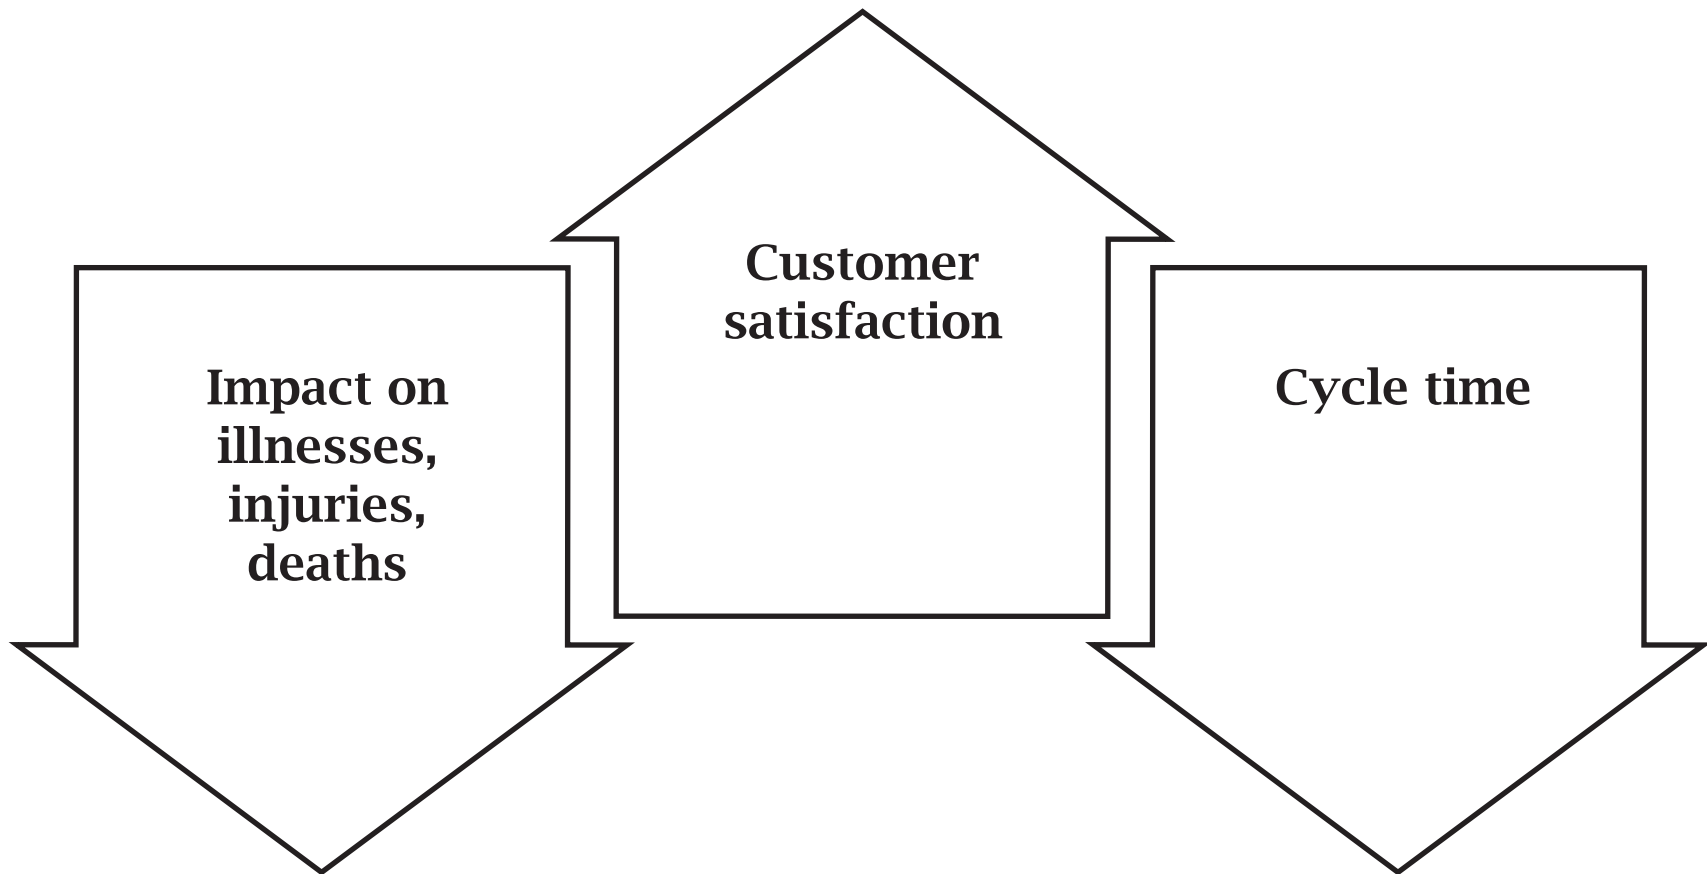 Impact on
illnesses,
injuries,
deaths
Customer
satisfaction
Cycle time